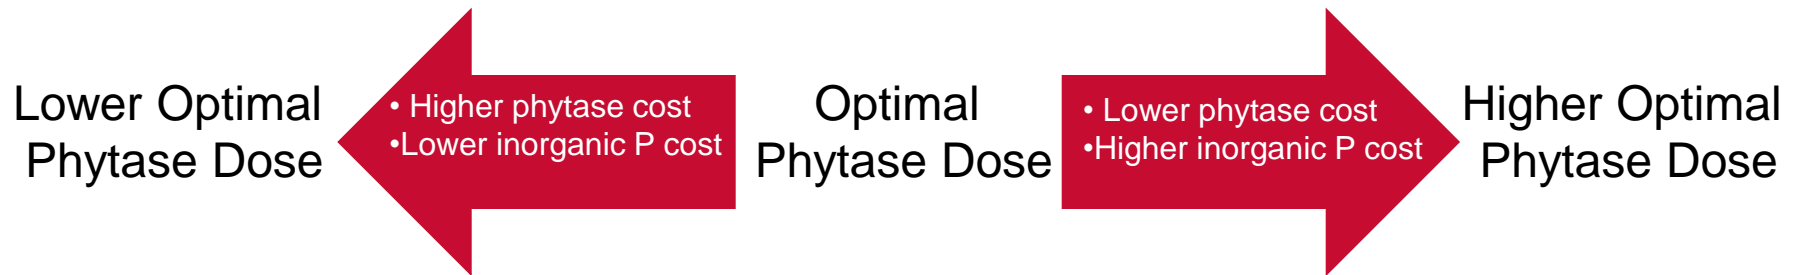 Lower Optimal
Phytase Dose
• Higher phytase cost
•Lower inorganic P cost
Optimal
Phytase Dose
• Lower phytase cost
•Higher inorganic P cost
Higher Optimal
Phytase Dose